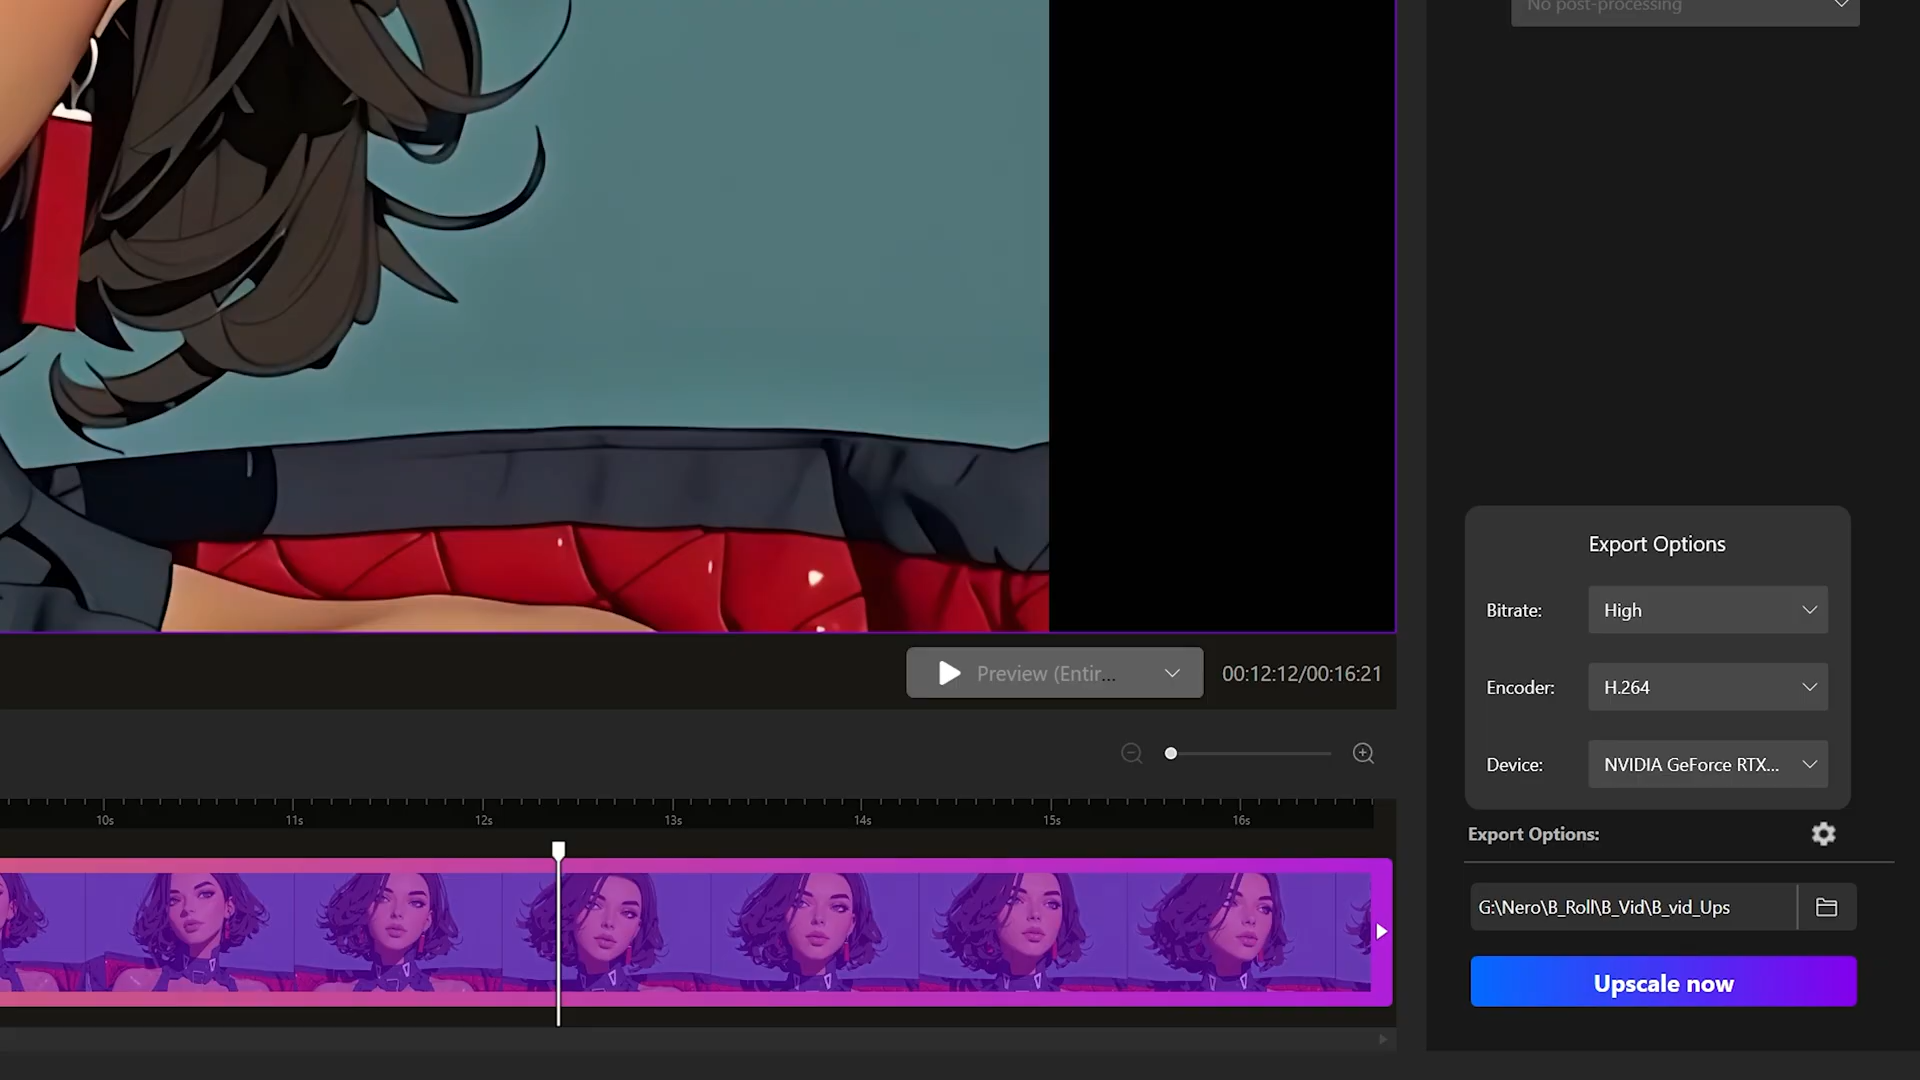 No post-processing
Export Options
Bitrate: High
Encoder: H.264
Device: NVIDIA GeForce RTX...
Preview (Entir... 00:12:12/00:16:21
10s 11s 12s 13s 14s 15s 16s
Export Options:
G:\Nero\B_Roll\B_Vid\B_vid_Ups
Upscale now